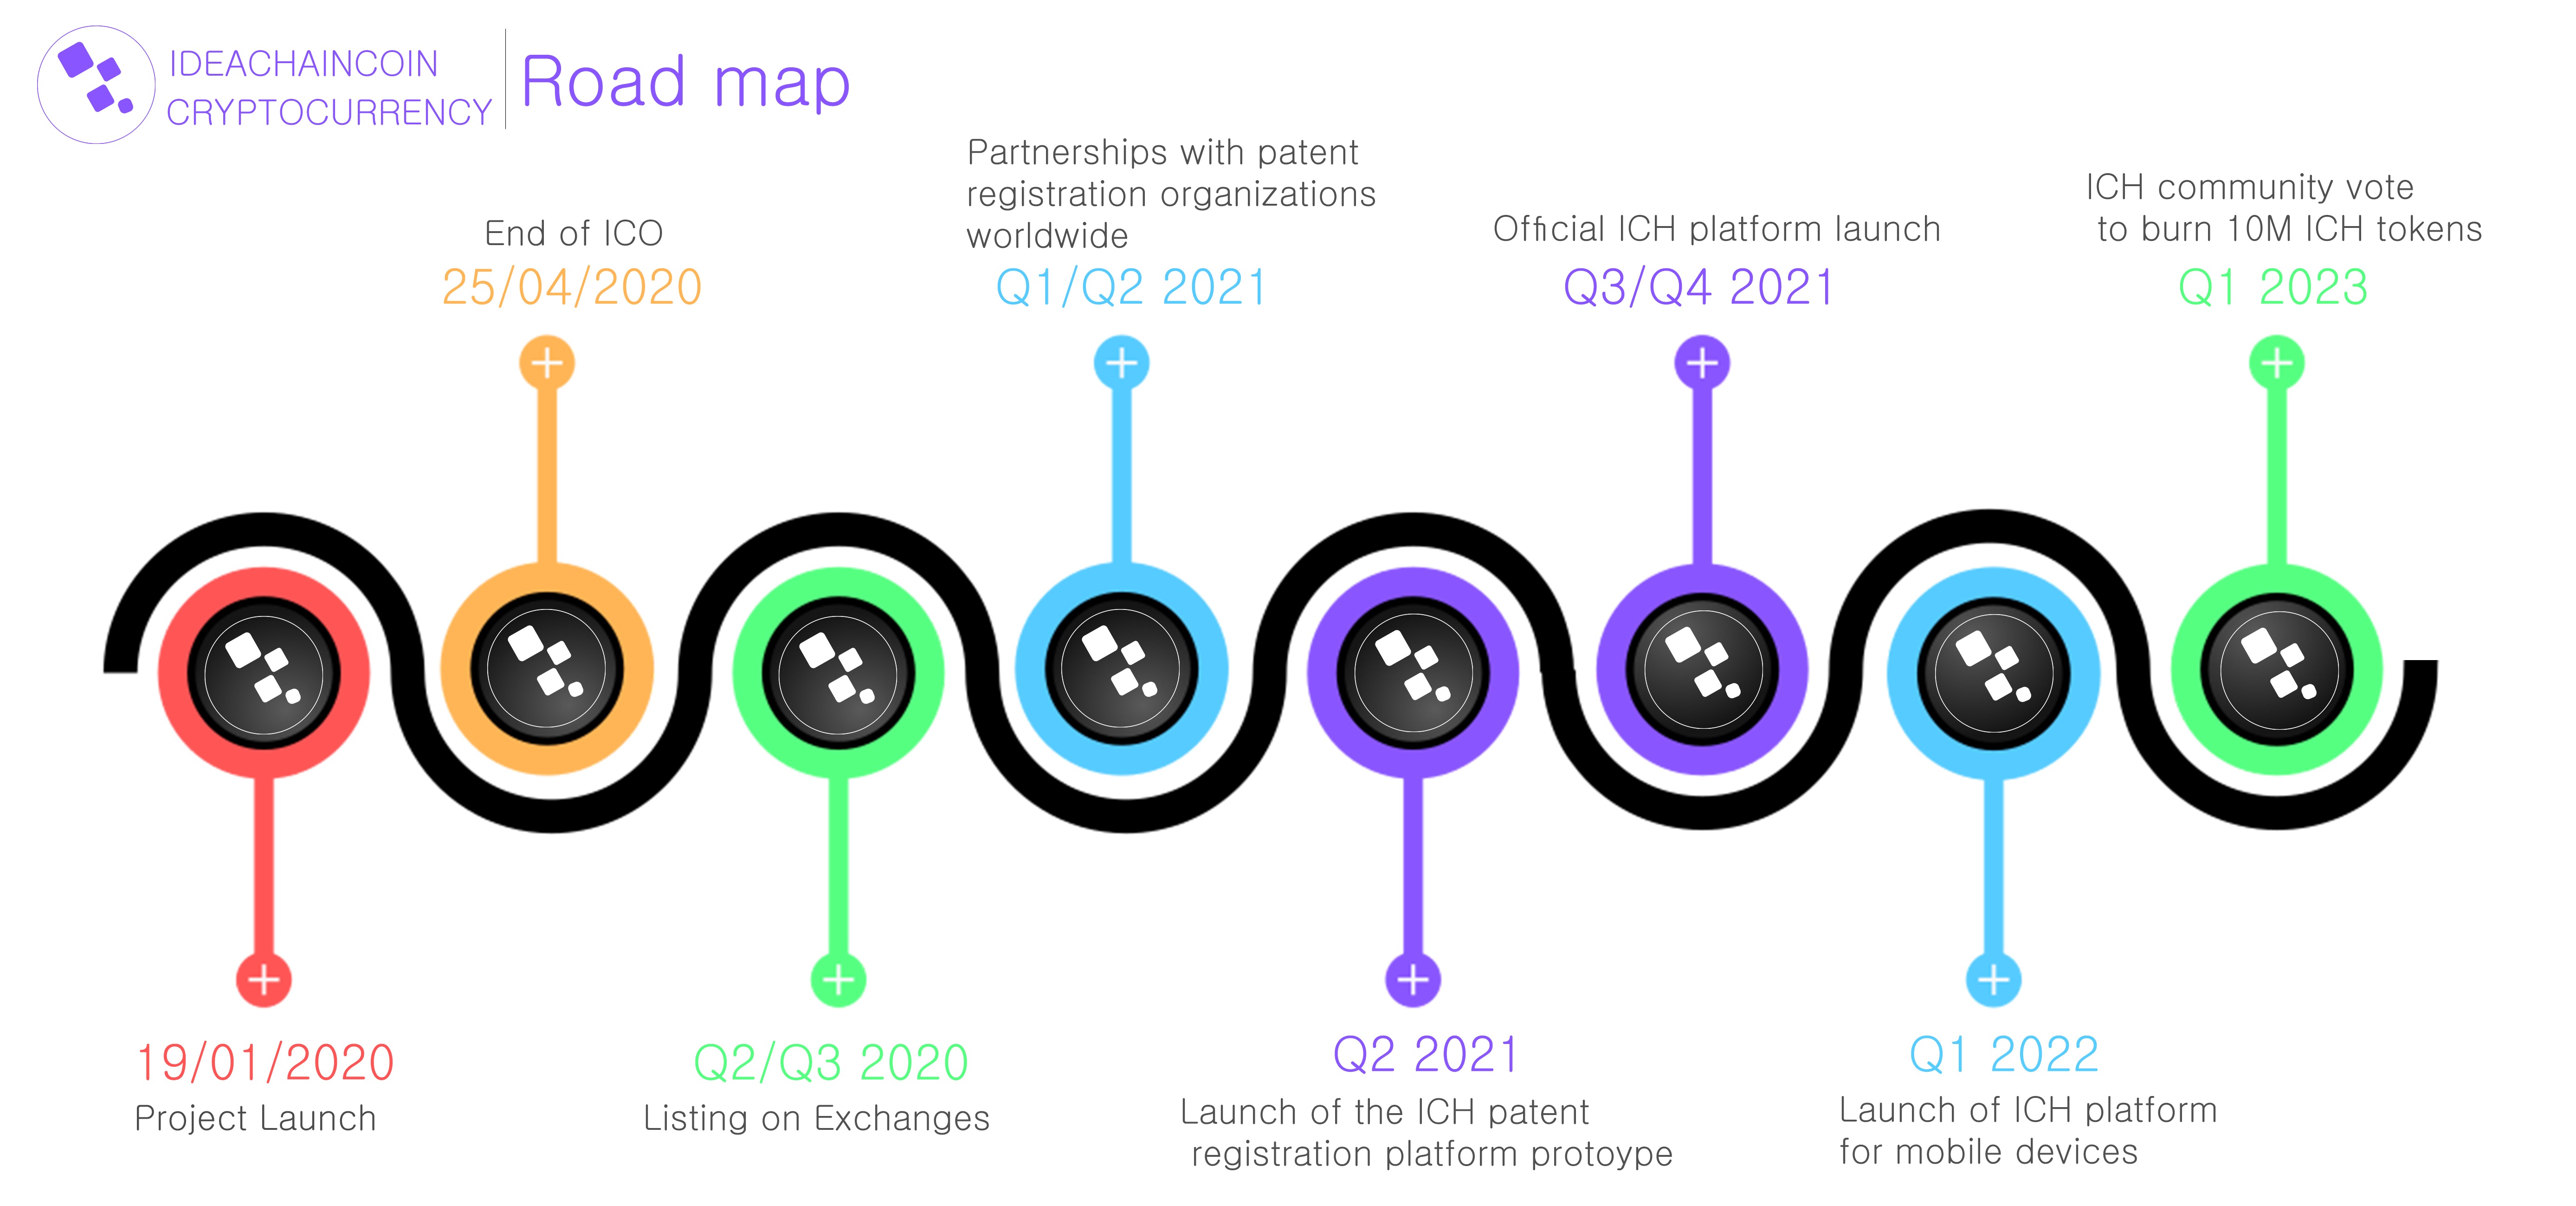 IDEACHAINCOIN
CRYPTOCURRENCY
Road map
End of ICO
25/04/2020
Partnerships with patent
registration organizations
worldwide
Q1/Q2 2021
Official ICH platform launch
Q3/Q4 2021
ICH community vote
to burn 10M ICH tokens
Q1 2023
19/01/2020
Project Launch
Q2/Q3 2020
Listing on Exchanges
Q2 2021
Launch of the ICH patent
registration platform protoype
Q1 2022
Launch of ICH platform
for mobile devices